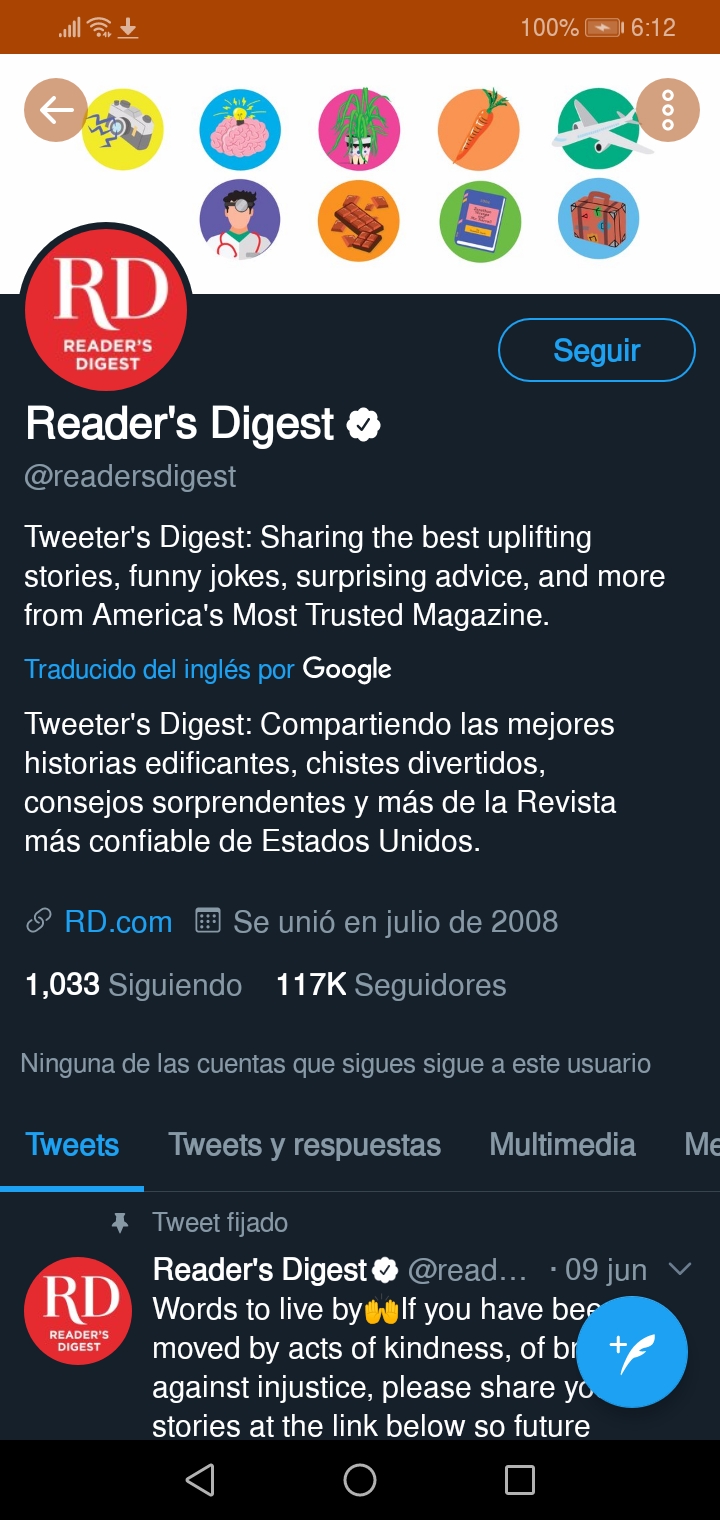 100% 6:12
RD
READER'S
DIGEST
Seguir
Reader's Digest
@readersdigest
Tweeter's Digest: Sharing the best uplifting
stories, funny jokes, surprising advice, and more
from America's Most Trusted Magazine.
Traducido del inglés por Google
Tweeter's Digest: Compartiendo las mejores
historias edificantes, chistes divertidos,
consejos sorprendentes y más de la Revista
más confiable de Estados Unidos.
RD.com Se unió en julio de 2008
1,033 Siguiendo 117K Seguidores
Ninguna de las cuentas que sigues sigue a este usuario
Tweets Tweets y respuestas Multimedia Me
Tweet fijado
Reader's Digest @read... · 09 jun
RD
READER'S
DIGEST
Words to live by🙌If you have bee
moved by acts of kindness, of br
against injustice, please share yo
stories at the link below so future